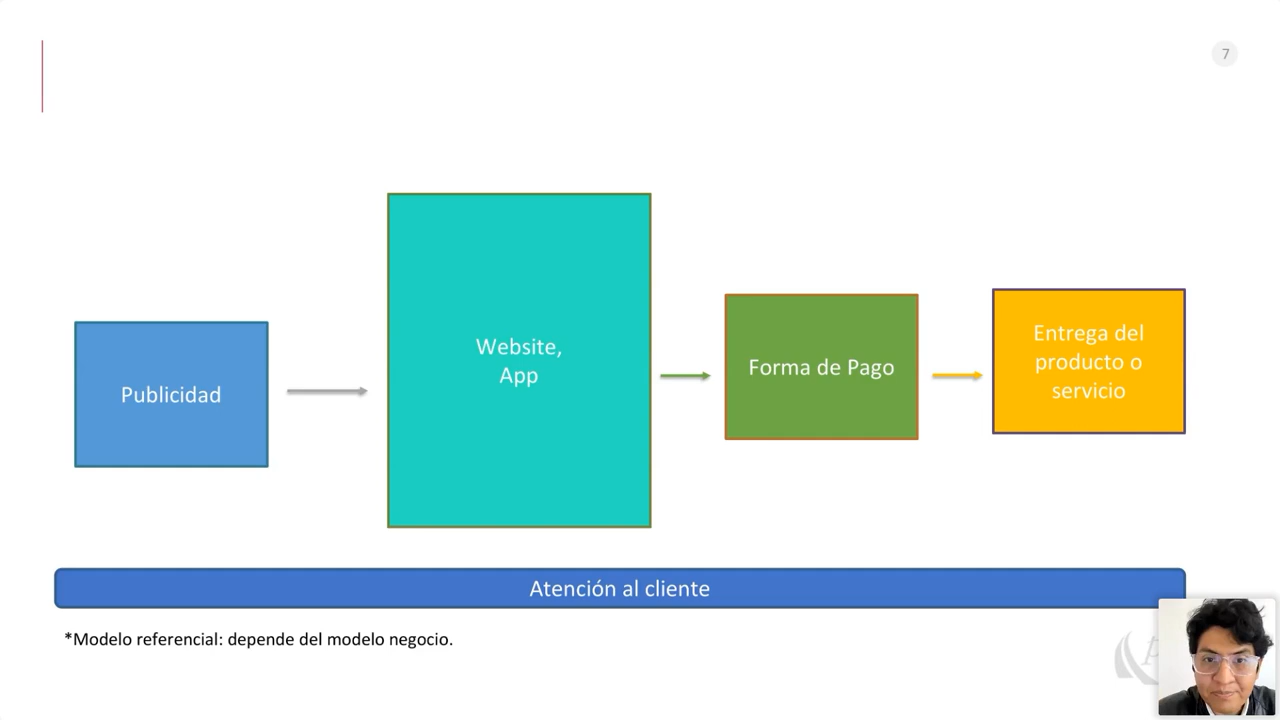 7
Publicidad
Website,
App
Forma de Pago
Entrega del
producto o
servicio
Atención al cliente
*Modelo referencial: depende del modelo negocio.